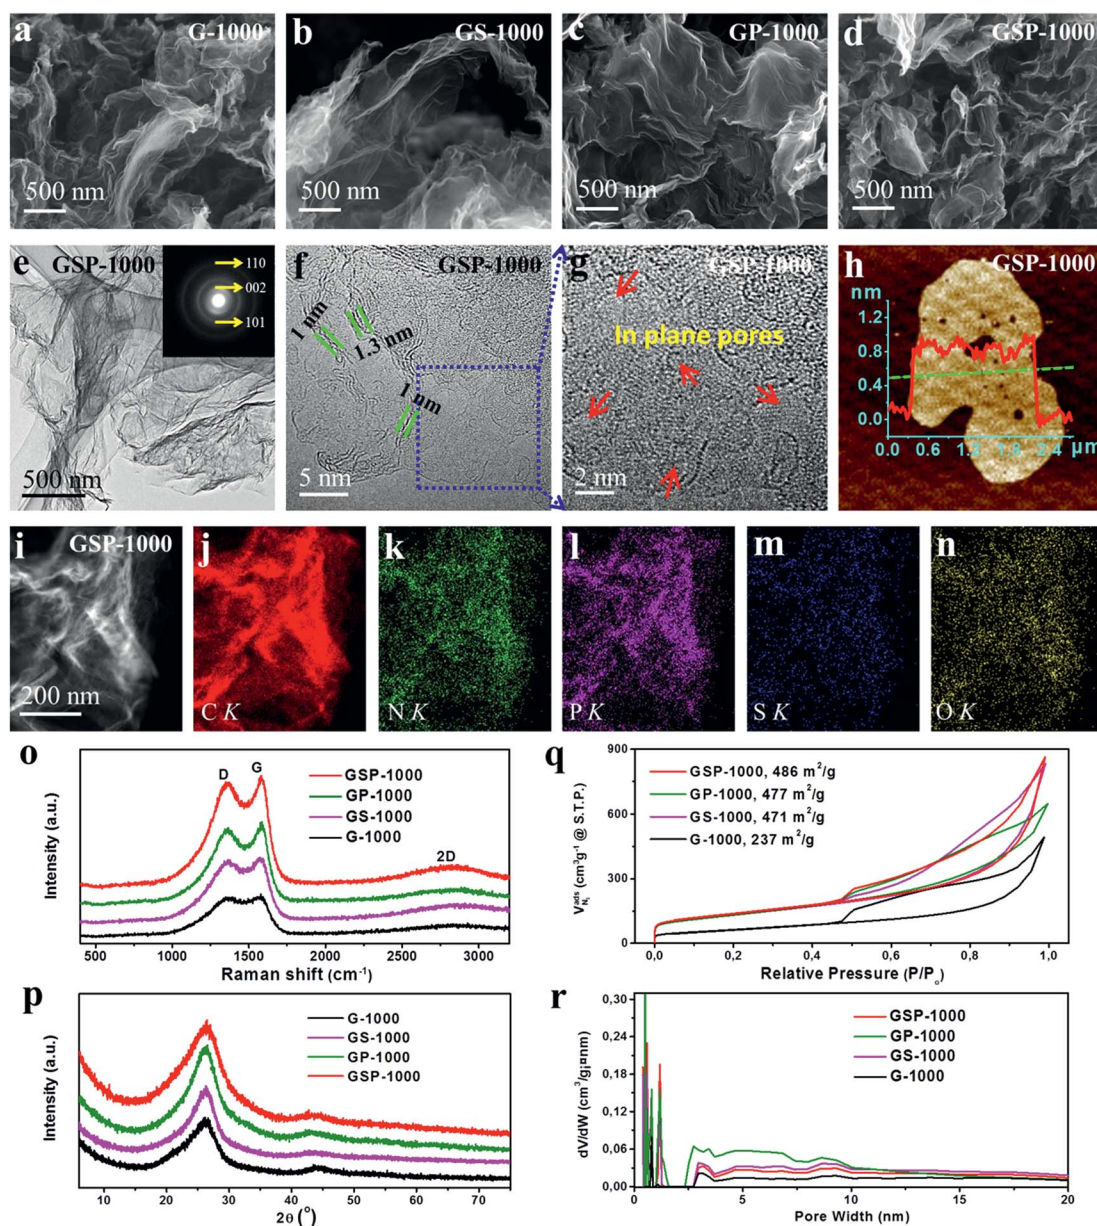 a
G-1000
500 nm
b
GS-1000
500 nm
c
GP-1000
500 nm
d
GSP-1000
500 nm
e
GSP-1000
110
002
101
500 nm
f
GSP-1000
1 nm
1.3 nm
1 nm
5 nm
g
GSP-1000
In plane pores
2 nm
h
GSP-1000
nm
1.2
0.8
0.4
0.0
0.0 0.6 1.2 1.8 2.4
µm
i
GSP-1000
200 nm
j
C K
k
N K
l
P K
m
S K
n
O K
o
D
G
2D
GSP-1000
GP-1000
GS-1000
G-1000
Intensity (a.u.)
500 1000 1500 2000 2500 3000
Raman shift (cm⁻¹)
q
GSP-1000, 486 m²/g
GP-1000, 477 m²/g
GS-1000, 471 m²/g
G-1000, 237 m²/g
900
600
300
0
0,0 0,2 0,4 0,6 0,8 1,0
Relative Pressure (P/P₀)
p
G-1000
GS-1000
GP-1000
GSP-1000
Intensity (a.u.)
10 20 30 40 50 60 70
2θ (°)
r
GSP-1000
GP-1000
GS-1000
G-1000
0,30
0,24
0,18
0,12
0,06
0,00
dV/dW (cm³/g¡¤nm)
0 5 10 15 20
Pore Width (nm)